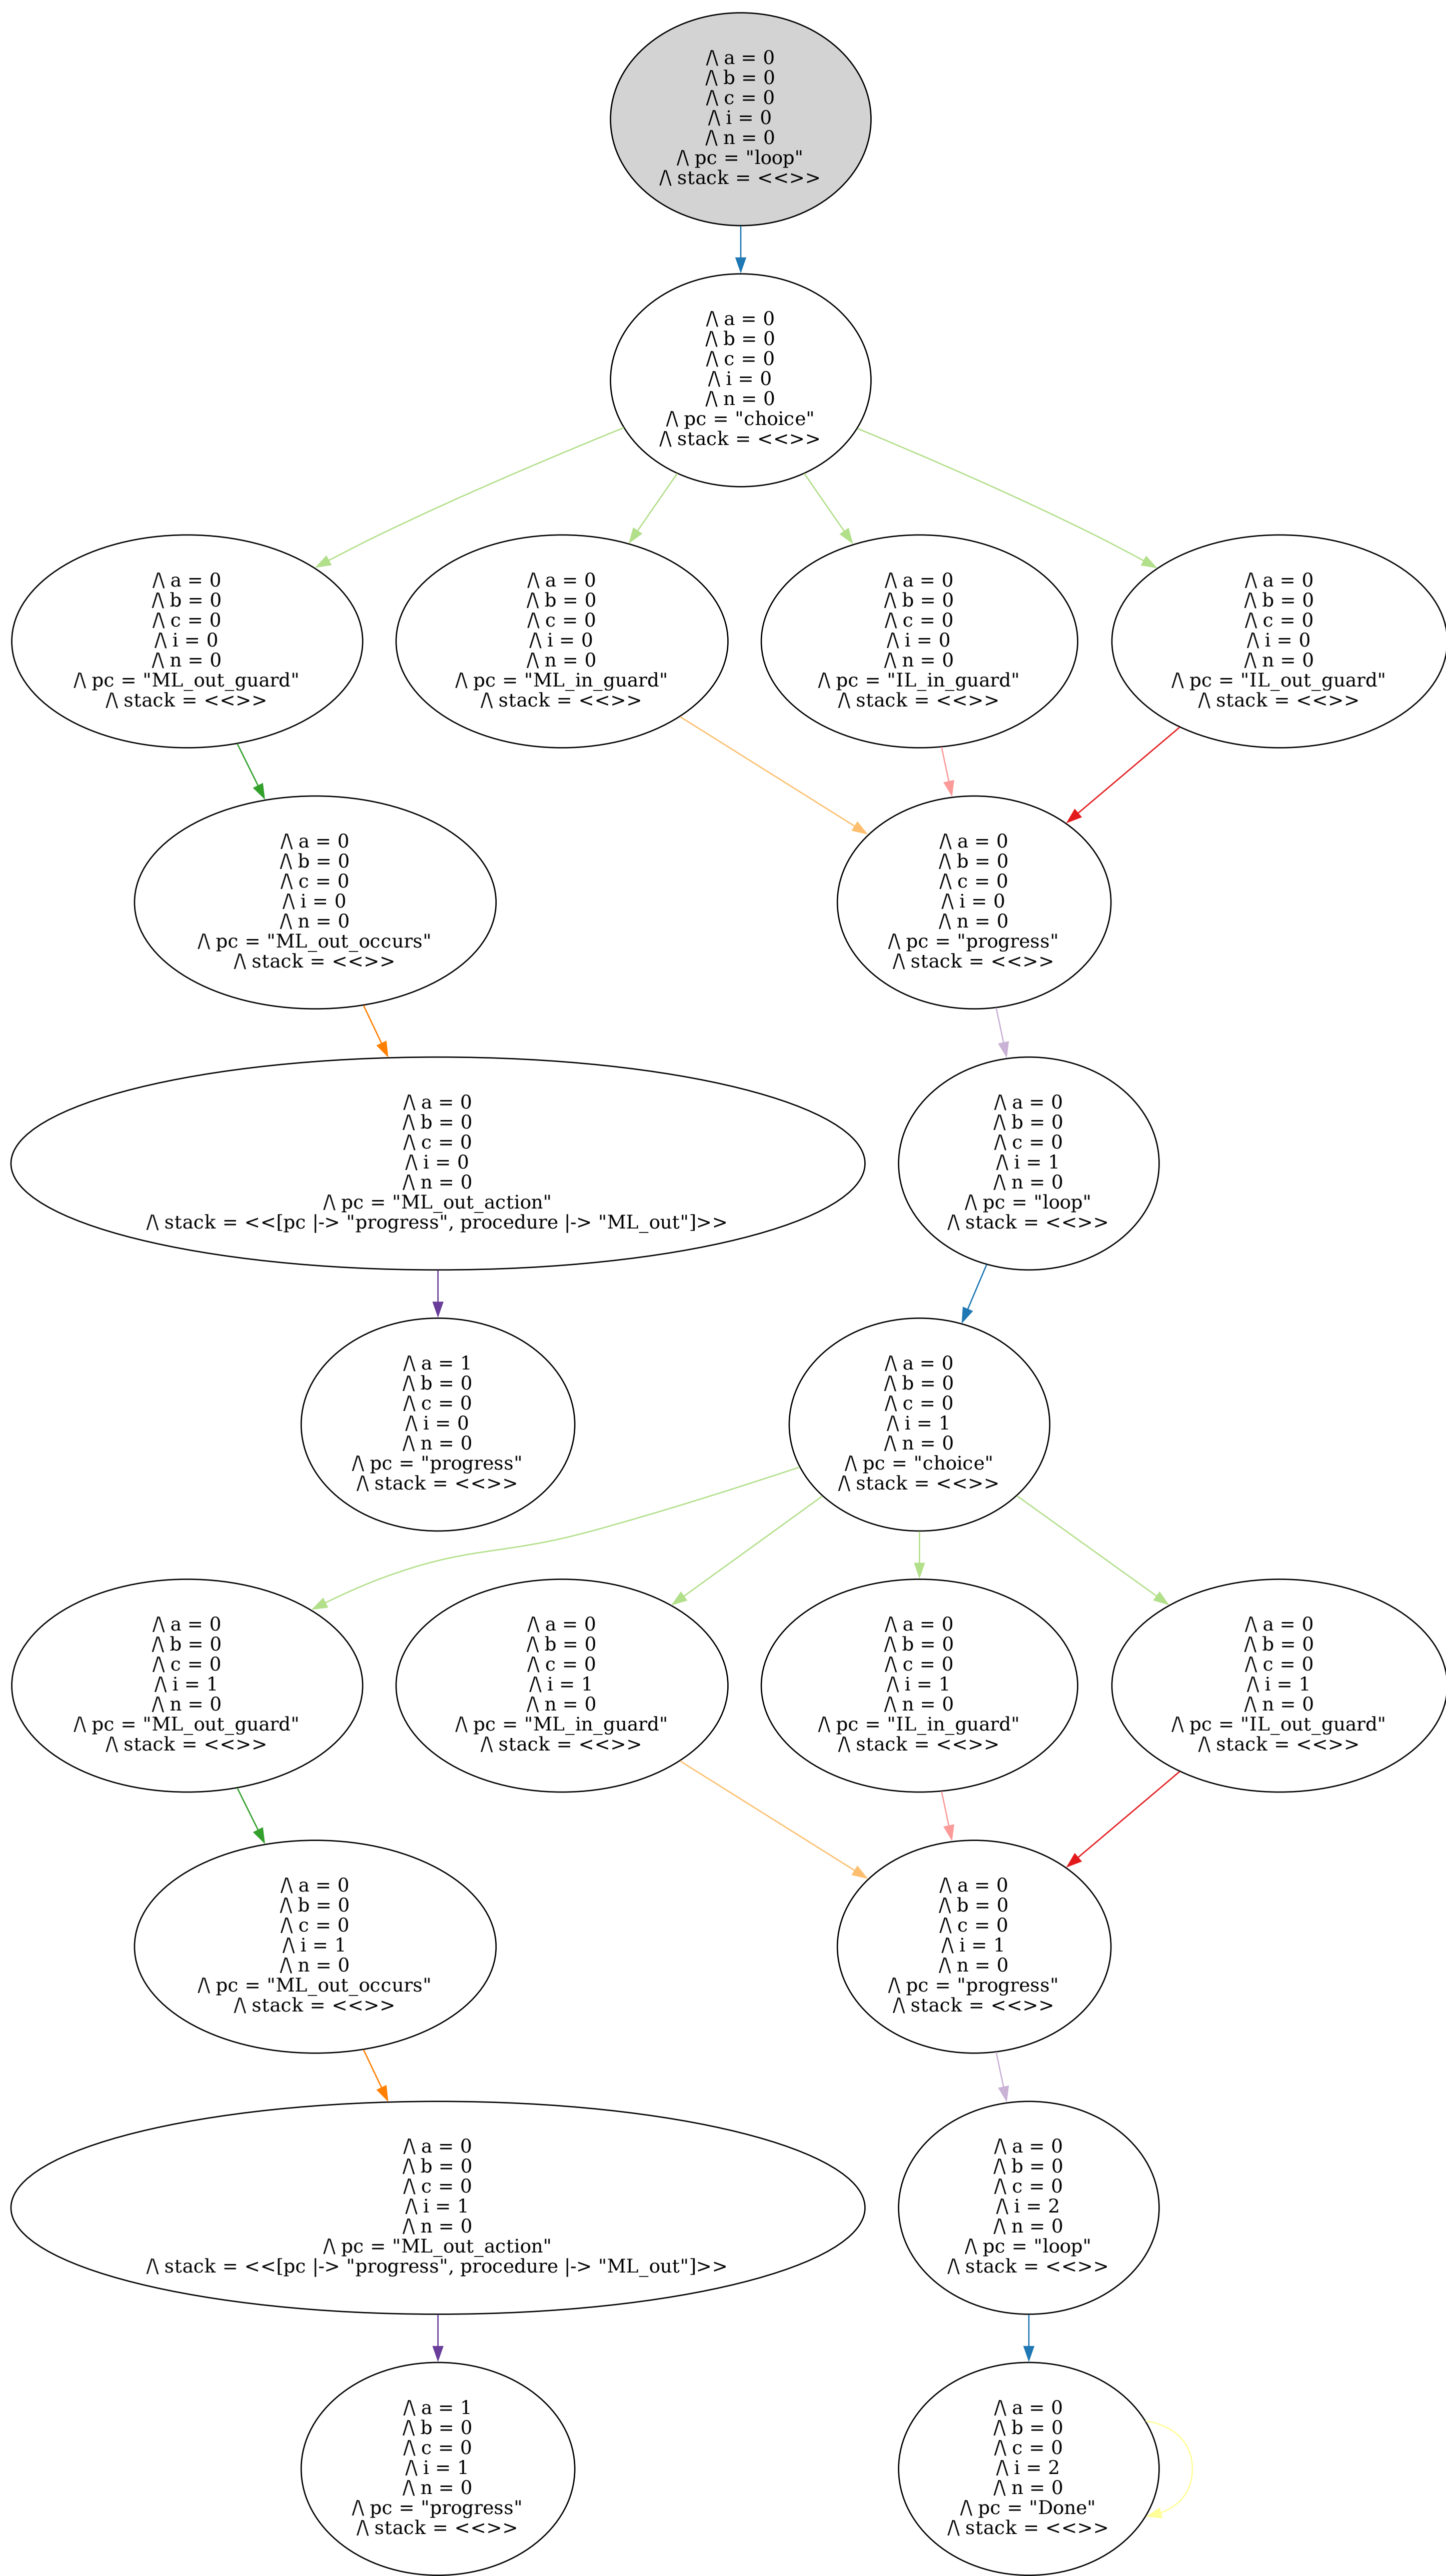 /\ a = 0
/\ b = 0
/\ c = 0
/\ i = 0
/\ n = 0
/\ pc = "loop"
/\ stack = <<>>
/\ a = 0
/\ b = 0
/\ c = 0
/\ i = 0
/\ n = 0
/\ pc = "choice"
/\ stack = <<>>
/\ a = 0
/\ b = 0
/\ c = 0
/\ i = 0
/\ n = 0
/\ pc = "ML_out_guard"
/\ stack = <<>>
/\ a = 0
/\ b = 0
/\ c = 0
/\ i = 0
/\ n = 0
/\ pc = "ML_in_guard"
/\ stack = <<>>
/\ a = 0
/\ b = 0
/\ c = 0
/\ i = 0
/\ n = 0
/\ pc = "IL_in_guard"
/\ stack = <<>>
/\ a = 0
/\ b = 0
/\ c = 0
/\ i = 0
/\ n = 0
/\ pc = "IL_out_guard"
/\ stack = <<>>
/\ a = 0
/\ b = 0
/\ c = 0
/\ i = 0
/\ n = 0
/\ pc = "ML_out_occurs"
/\ stack = <<>>
/\ a = 0
/\ b = 0
/\ c = 0
/\ i = 0
/\ n = 0
/\ pc = "progress"
/\ stack = <<>>
/\ a = 0
/\ b = 0
/\ c = 0
/\ i = 0
/\ n = 0
/\ pc = "ML_out_action"
/\ stack = <<[pc |-> "progress", procedure |-> "ML_out"]>>
/\ a = 0
/\ b = 0
/\ c = 0
/\ i = 1
/\ n = 0
/\ pc = "loop"
/\ stack = <<>>
/\ a = 1
/\ b = 0
/\ c = 0
/\ i = 0
/\ n = 0
/\ pc = "progress"
/\ stack = <<>>
/\ a = 0
/\ b = 0
/\ c = 0
/\ i = 1
/\ n = 0
/\ pc = "choice"
/\ stack = <<>>
/\ a = 0
/\ b = 0
/\ c = 0
/\ i = 1
/\ n = 0
/\ pc = "ML_out_guard"
/\ stack = <<>>
/\ a = 0
/\ b = 0
/\ c = 0
/\ i = 1
/\ n = 0
/\ pc = "ML_in_guard"
/\ stack = <<>>
/\ a = 0
/\ b = 0
/\ c = 0
/\ i = 1
/\ n = 0
/\ pc = "IL_in_guard"
/\ stack = <<>>
/\ a = 0
/\ b = 0
/\ c = 0
/\ i = 1
/\ n = 0
/\ pc = "IL_out_guard"
/\ stack = <<>>
/\ a = 0
/\ b = 0
/\ c = 0
/\ i = 1
/\ n = 0
/\ pc = "ML_out_occurs"
/\ stack = <<>>
/\ a = 0
/\ b = 0
/\ c = 0
/\ i = 1
/\ n = 0
/\ pc = "progress"
/\ stack = <<>>
/\ a = 0
/\ b = 0
/\ c = 0
/\ i = 1
/\ n = 0
/\ pc = "ML_out_action"
/\ stack = <<[pc |-> "progress", procedure |-> "ML_out"]>>
/\ a = 0
/\ b = 0
/\ c = 0
/\ i = 2
/\ n = 0
/\ pc = "loop"
/\ stack = <<>>
/\ a = 1
/\ b = 0
/\ c = 0
/\ i = 1
/\ n = 0
/\ pc = "progress"
/\ stack = <<>>
/\ a = 0
/\ b = 0
/\ c = 0
/\ i = 2
/\ n = 0
/\ pc = "Done"
/\ stack = <<>>